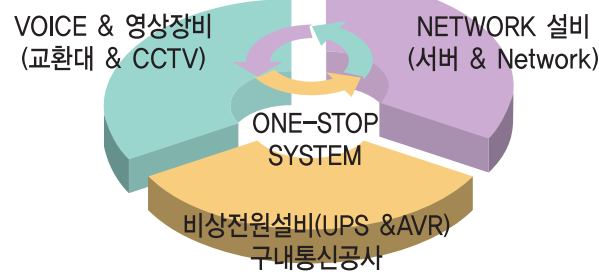 VOICE & 영상장비
(교환대 & CCTV)
NETWORK 설비
(서버 & Network)
ONE-STOP
SYSTEM
비상전원설비(UPS &AVR)
구내통신공사